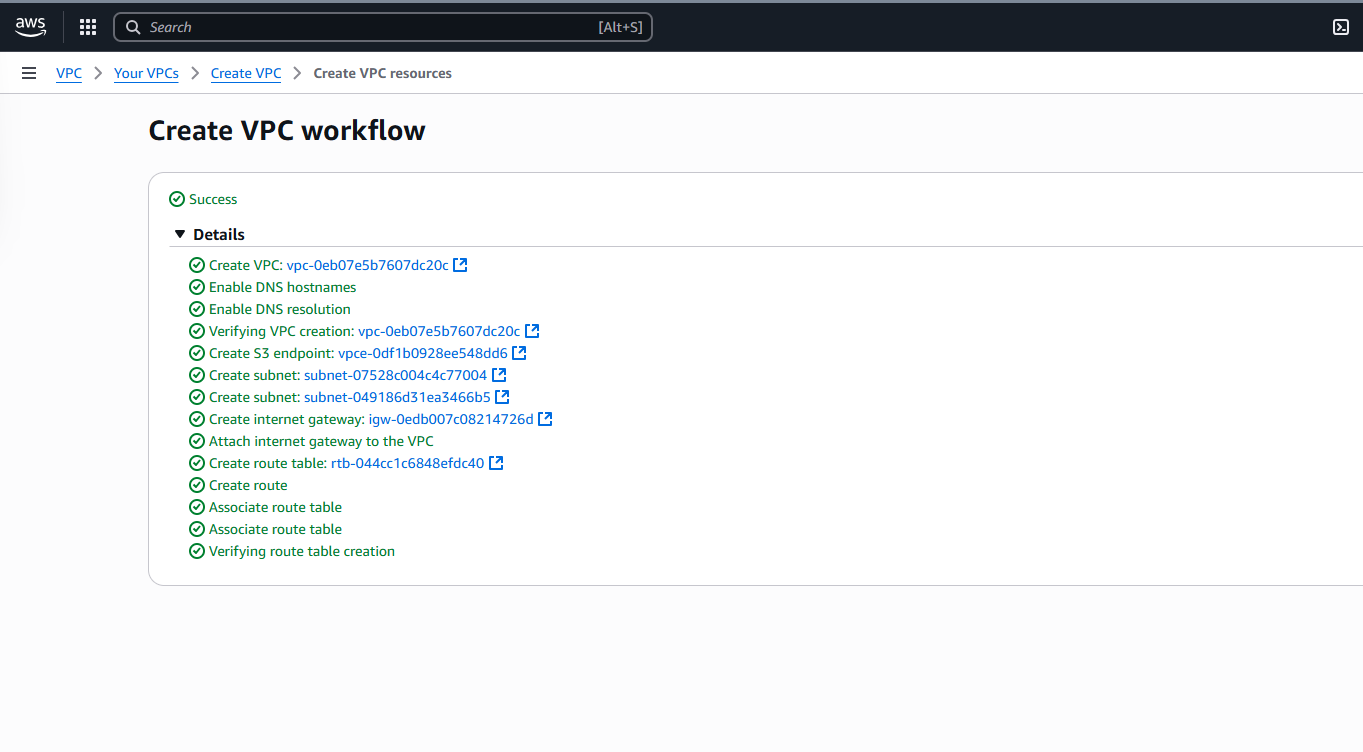 aws
Search [Alt+S]
VPC > Your VPCs > Create VPC > Create VPC resources
Create VPC workflow
Success
Details
Create VPC: vpc-0eb07e5b7607dc20c
Enable DNS hostnames
Enable DNS resolution
Verifying VPC creation: vpc-0eb07e5b7607dc20c
Create S3 endpoint: vpce-0df1b0928ee548dd6
Create subnet: subnet-07528c004c4c77004
Create subnet: subnet-049186d31ea3466b5
Create internet gateway: igw-0edb007c08214726d
Attach internet gateway to the VPC
Create route table: rtb-044cc1c6848efdc40
Create route
Associate route table
Associate route table
Verifying route table creation